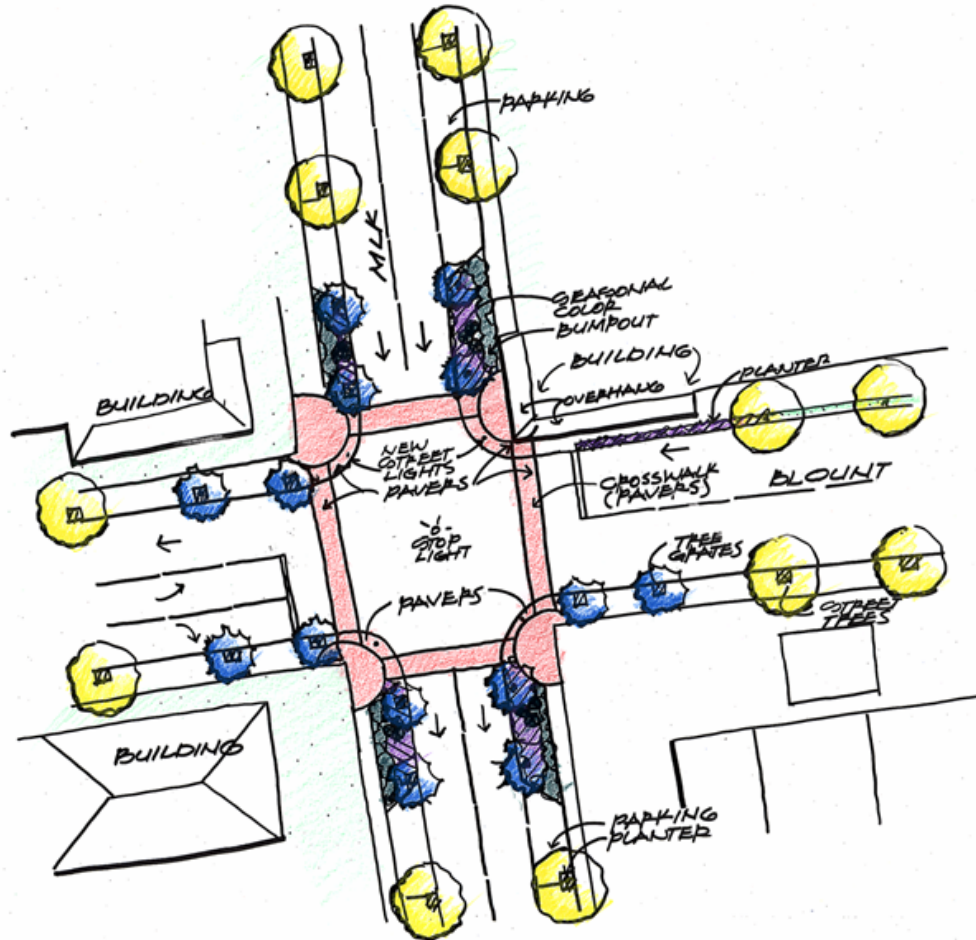 PARKING
MLK
SEASONAL
COLOR
BUMPOUT
BUILDING
PLANTER
OVERHANG
BUILDING
NEW
STREET
LIGHTS
PAVERS
CROSSWALK
(PAVERS)
BLOUNT
STOP
LIGHT
TREE
GRATES
PAVERS
STREET
TREES
BUILDING
PARKING
PLANTER